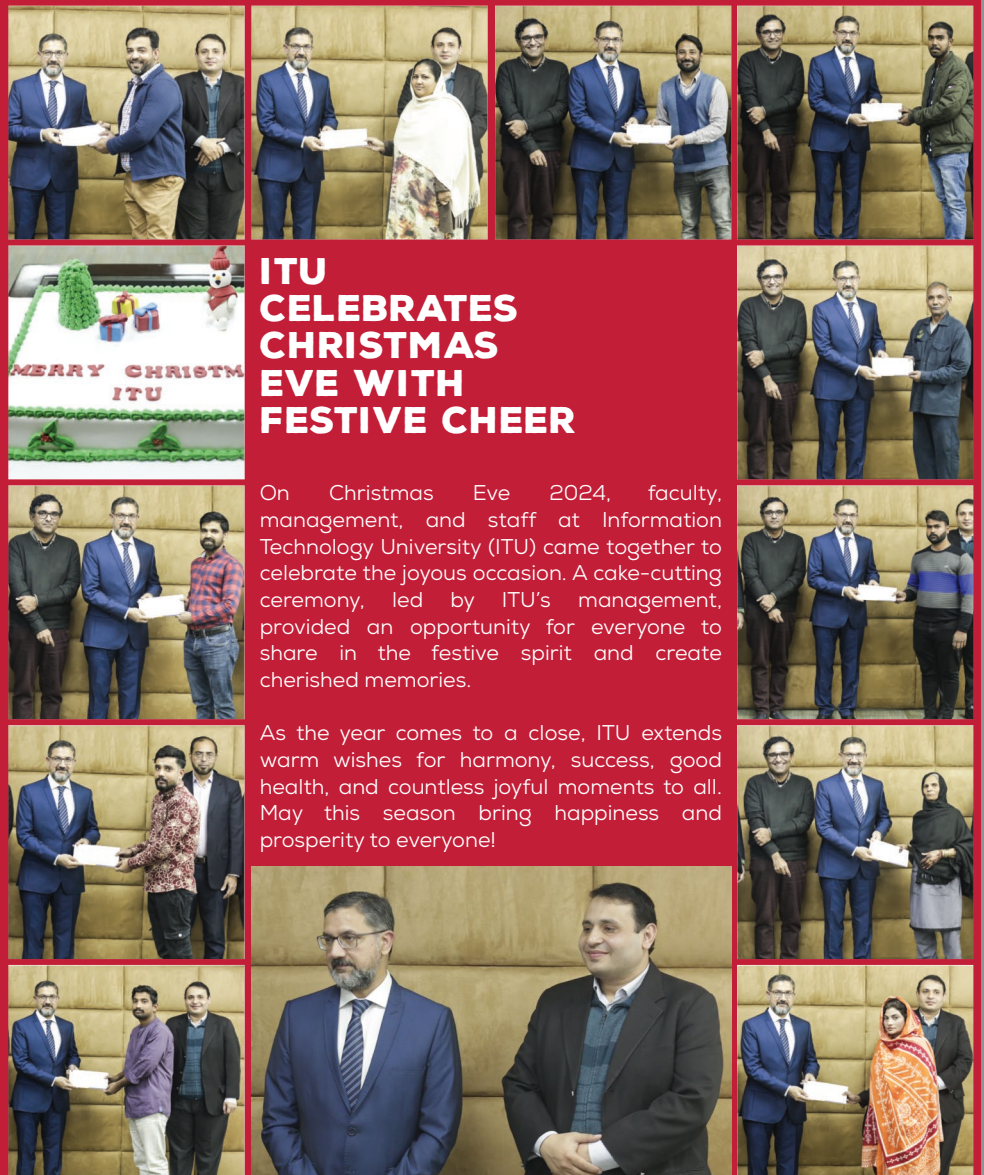 MERRY CHRISTM
ITU
ITU
CELEBRATES
CHRISTMAS
EVE WITH
FESTIVE CHEER
On Christmas Eve 2024, faculty,
management, and staff at Information
Technology University (ITU) came together to
celebrate the joyous occasion. A cake-cutting
ceremony, led by ITU’s management,
provided an opportunity for everyone to
share in the festive spirit and create
cherished memories.
As the year comes to a close, ITU extends
warm wishes for harmony, success, good
health, and countless joyful moments to all.
May this season bring happiness and
prosperity to everyone!